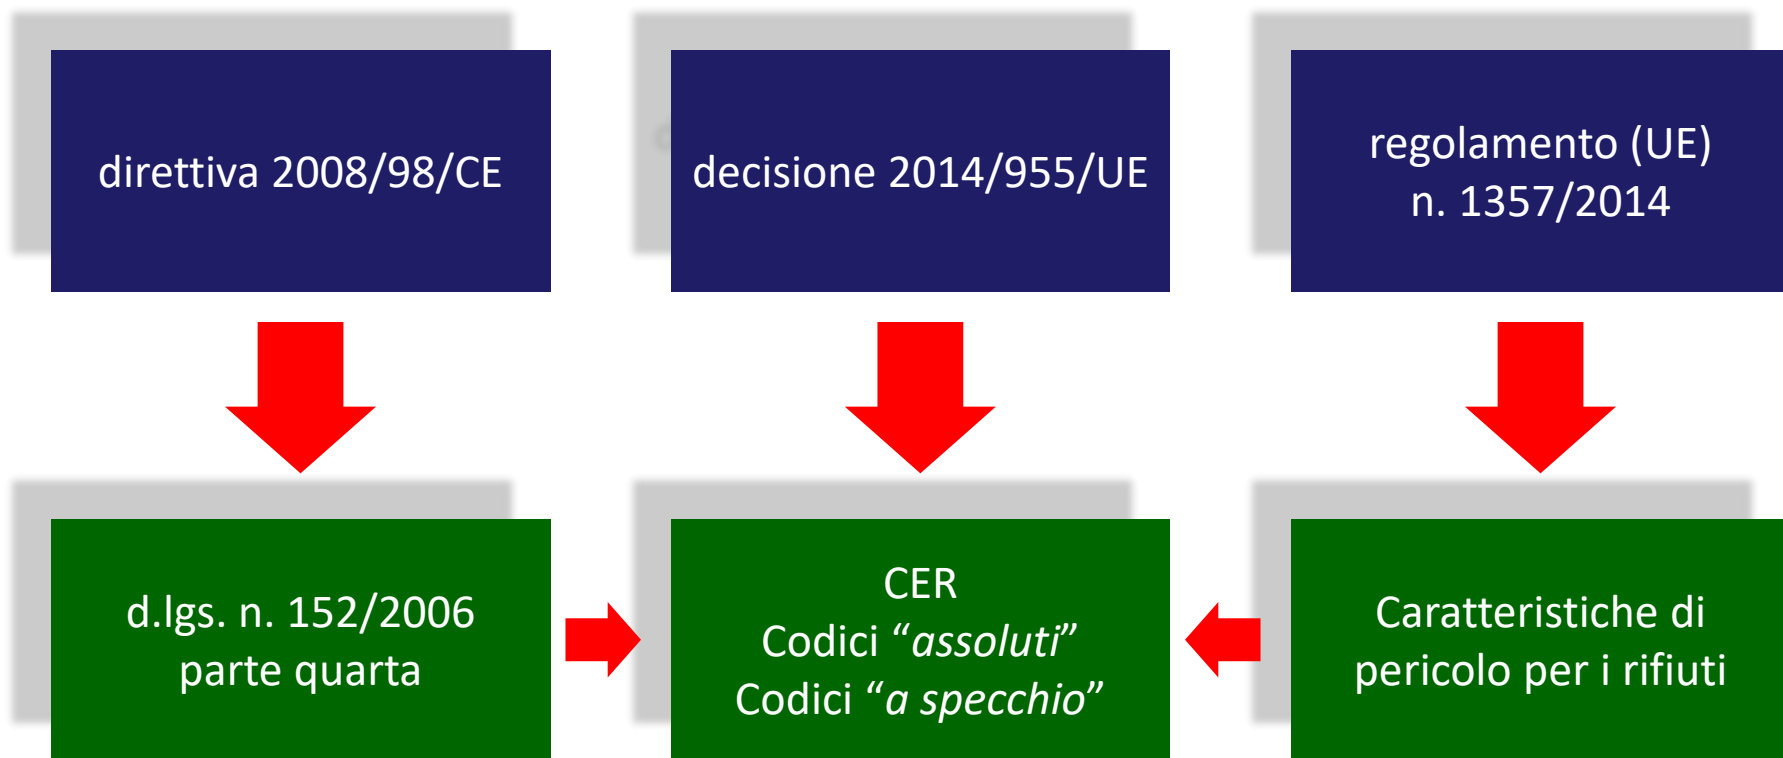 direttiva 2008/98/CE
decisione 2014/955/UE
regolamento (UE)
n. 1357/2014
d.lgs. n. 152/2006
parte quarta
CER
Codici “assoluti”
Codici “a specchio”
Caratteristiche di
pericolo per i rifiuti